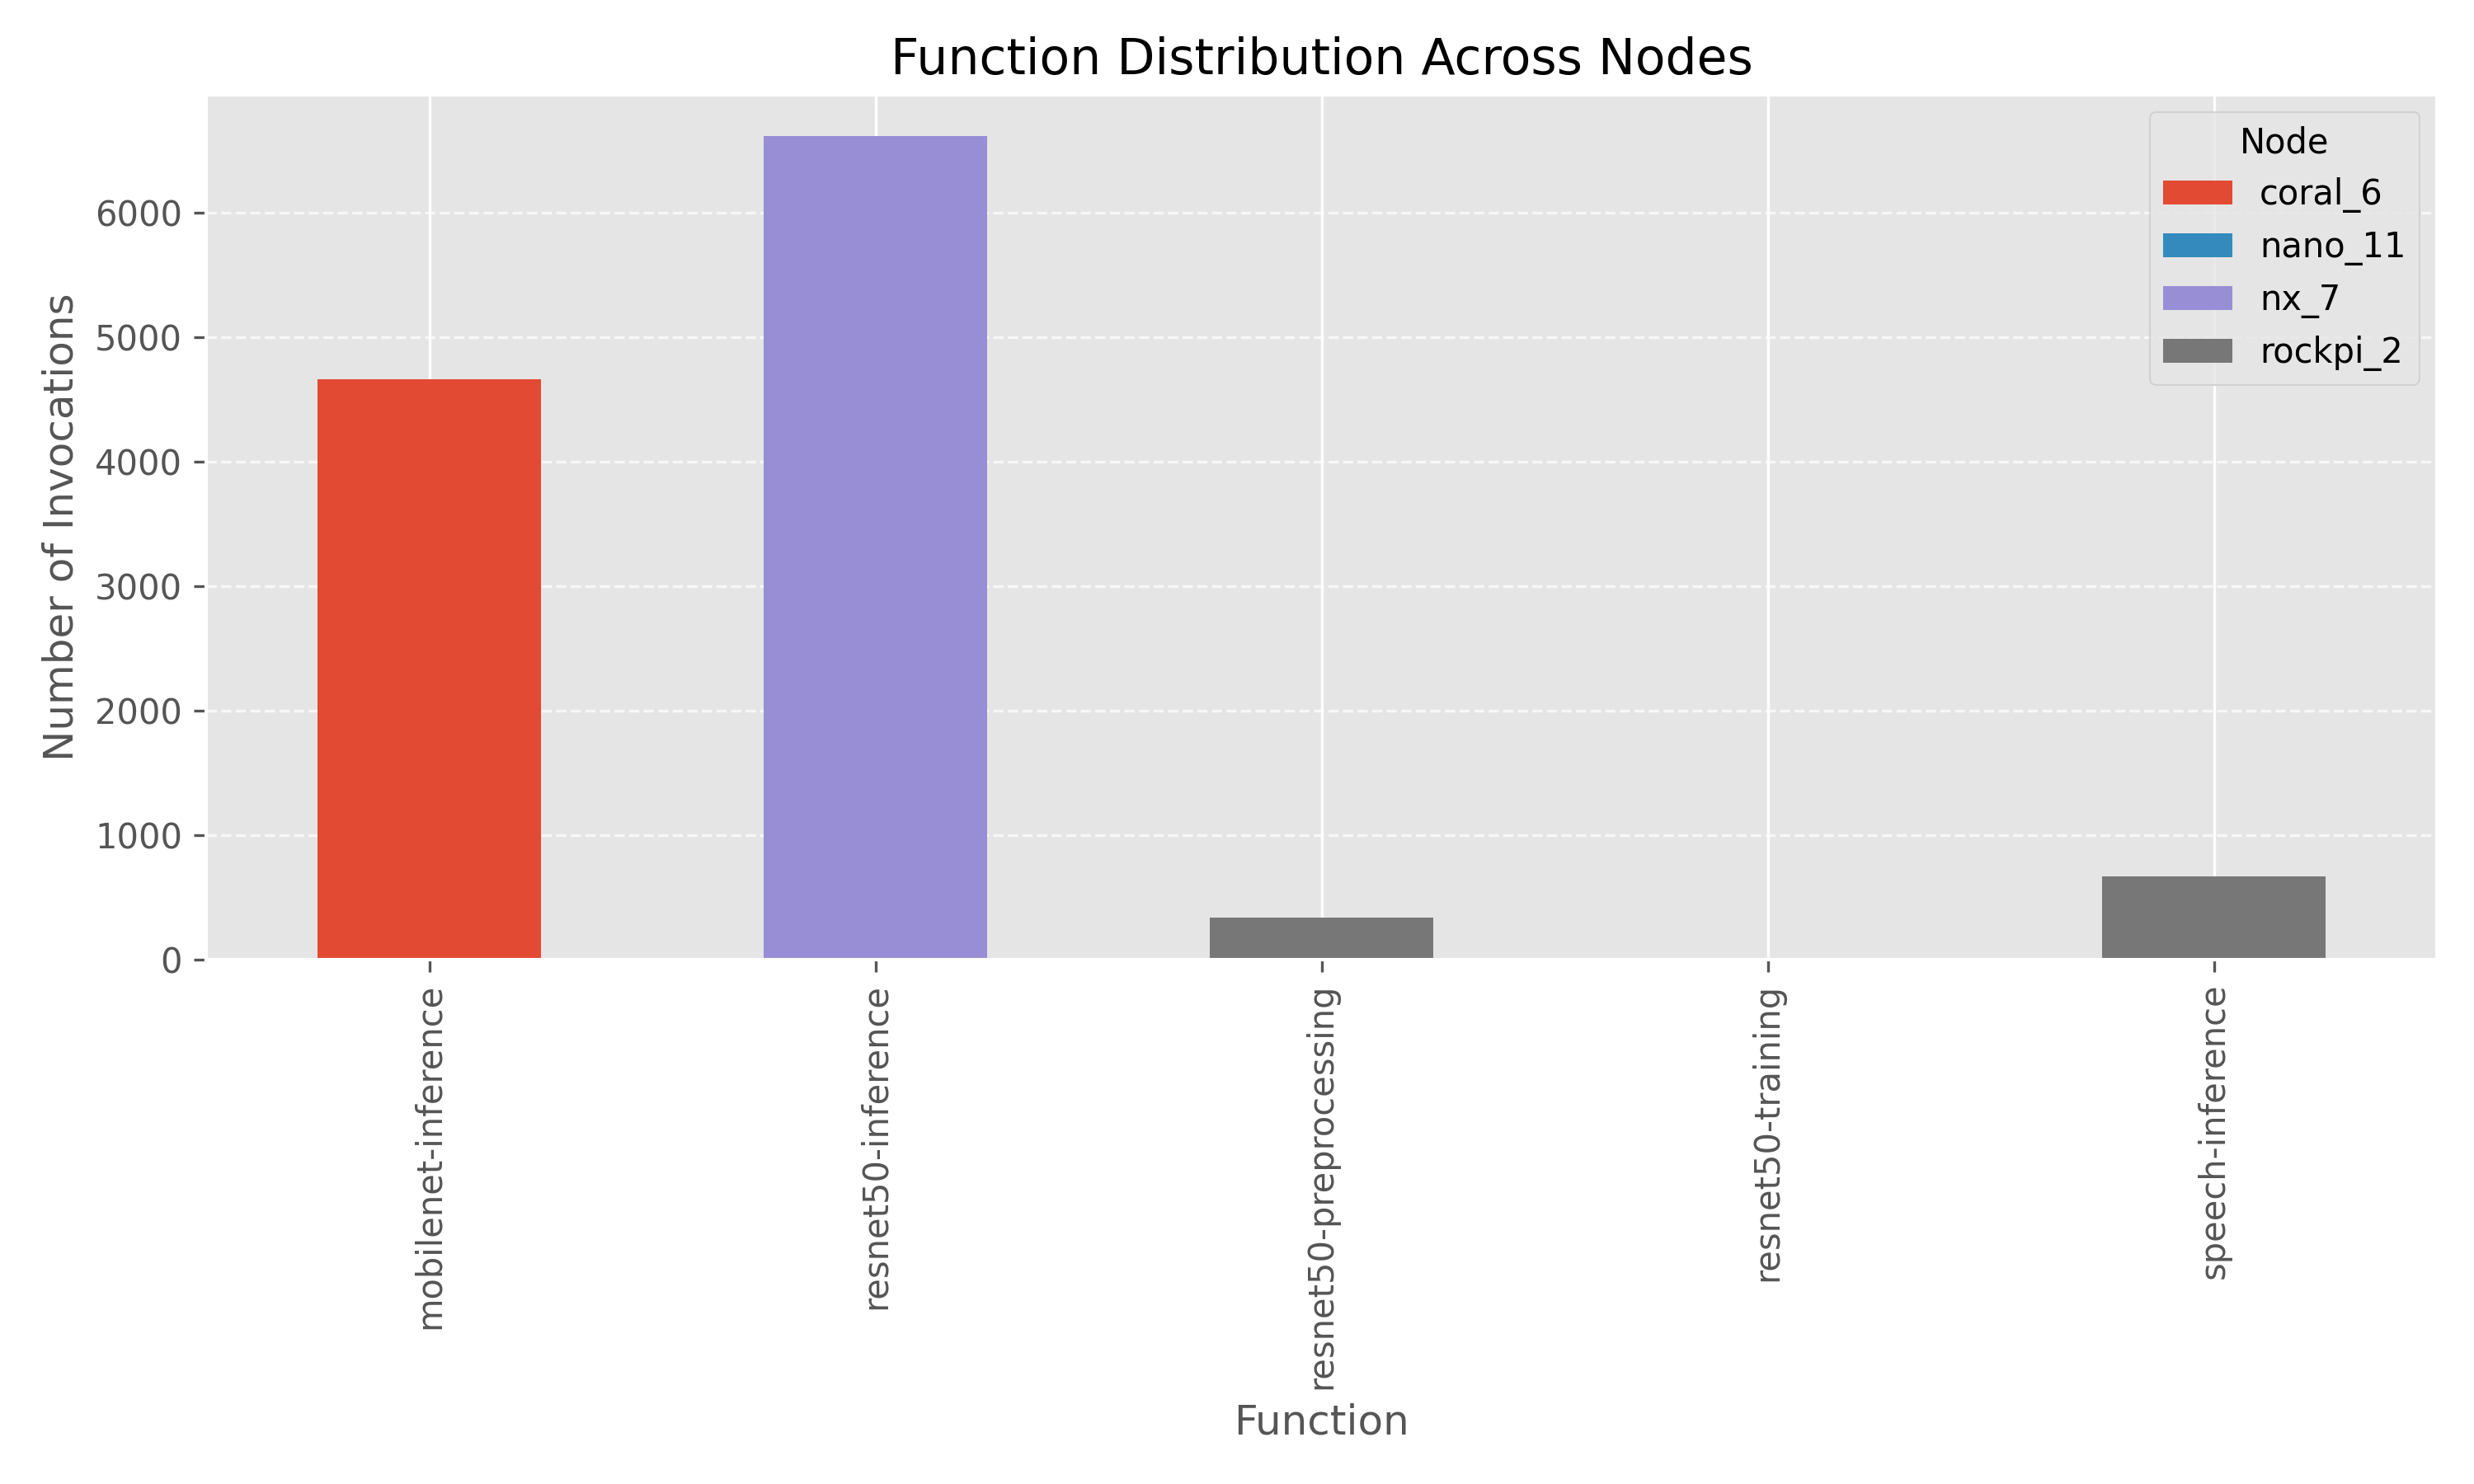 Function Distribution Across Nodes
Number of Invocations
6000
5000
4000
3000
2000
1000
0
Node
coral_6
nano_11
nx_7
rockpi_2
mobilenet-inference
resnet50-inference
resnet50-preprocessing
resnet50-training
speech-inference
Function